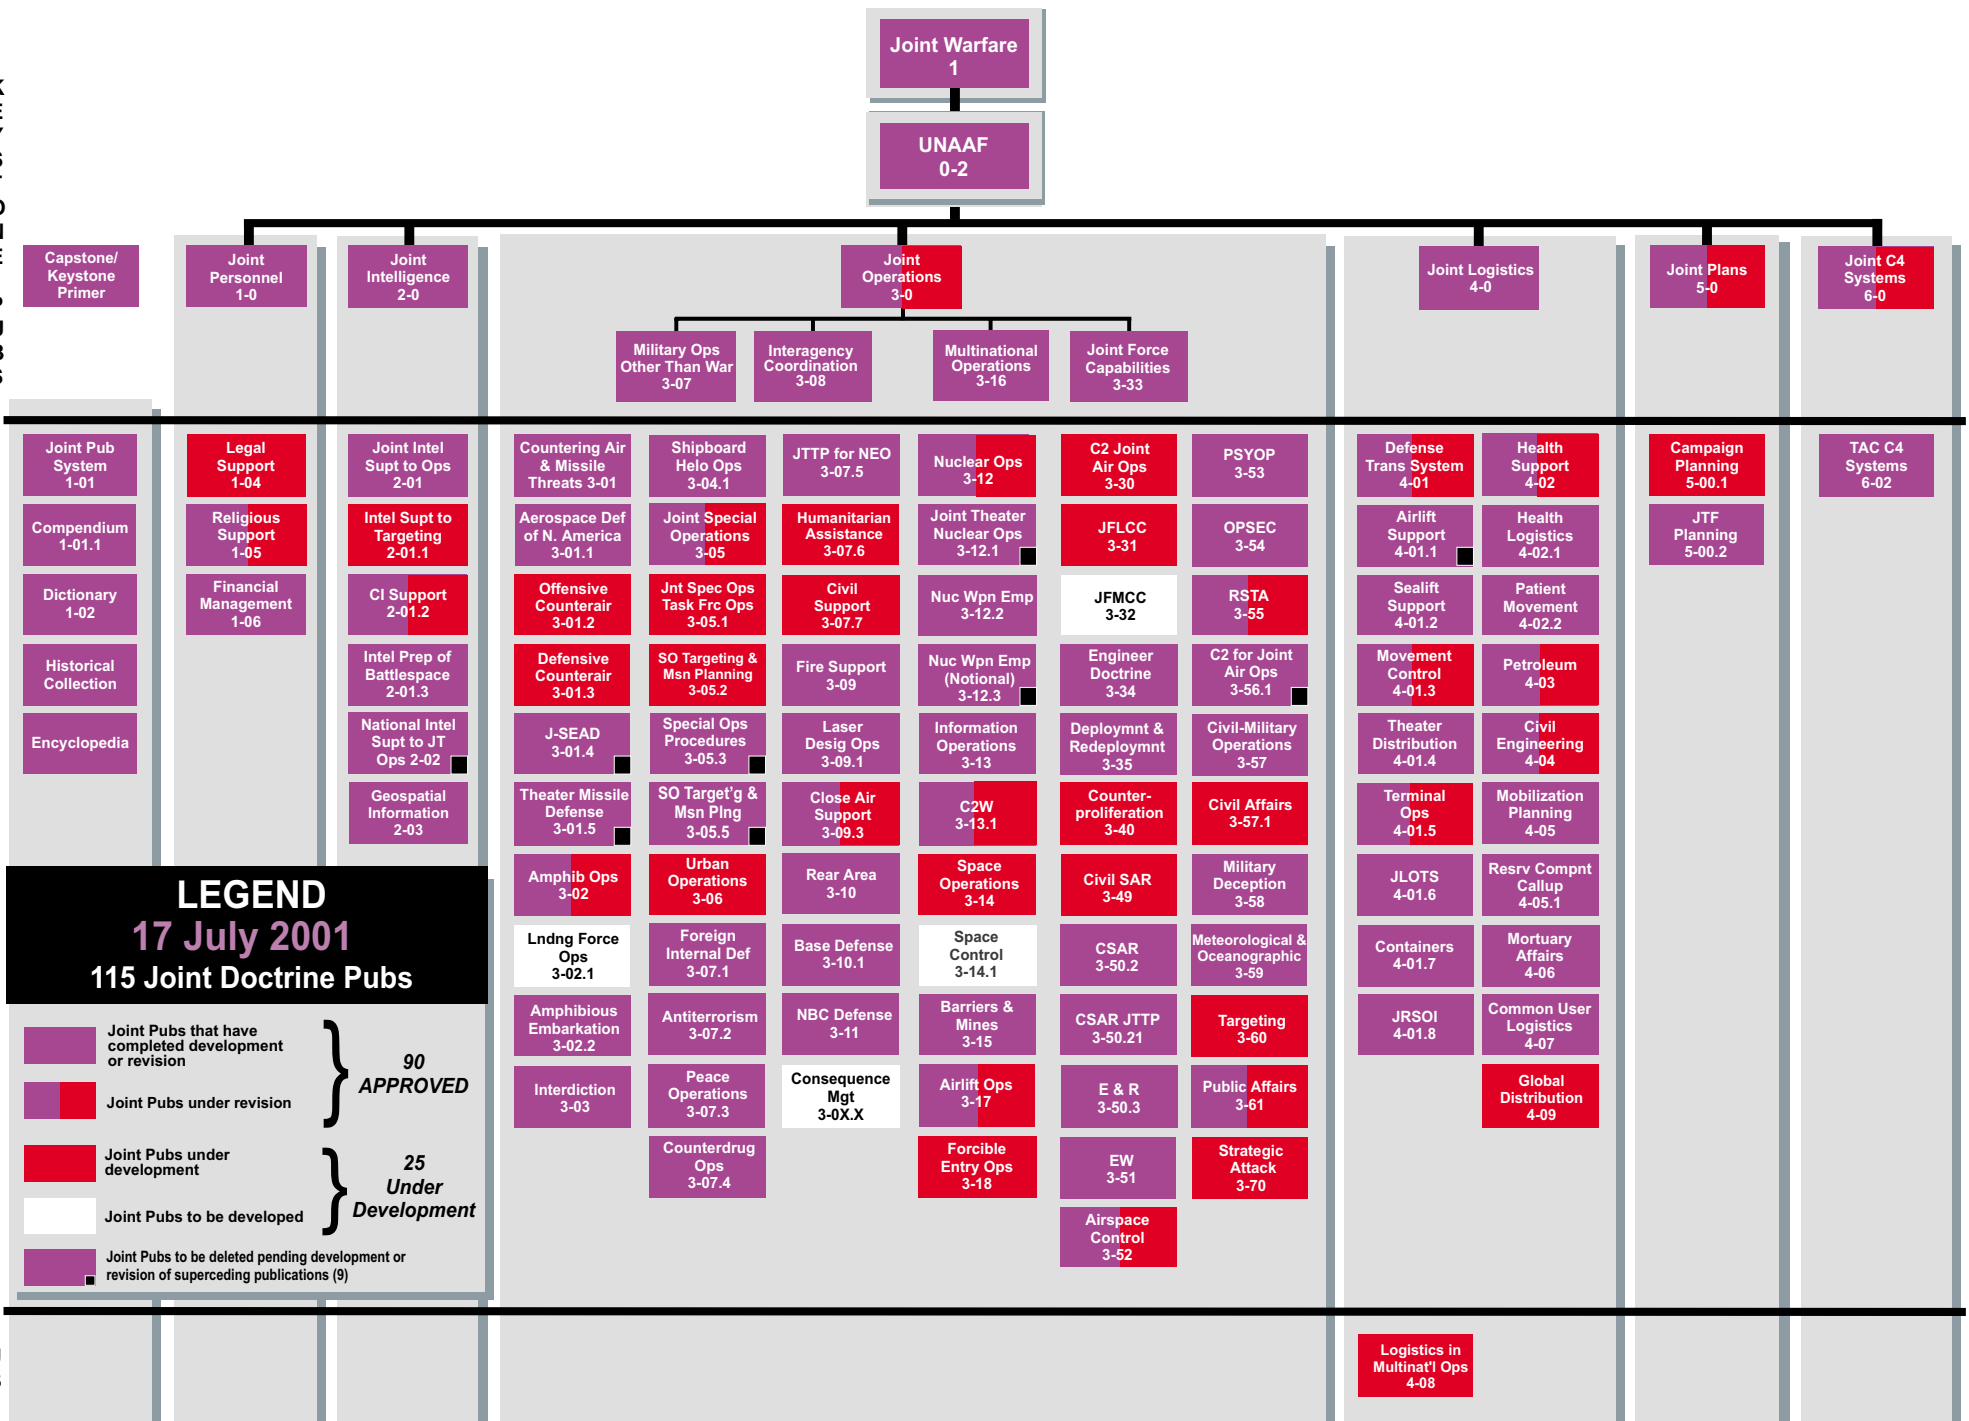 Joint Warfare
1
UNAAF
0-2
Capstone/
Keystone
Primer
Joint
Personnel
1-0
Joint
Intelligence
2-0
Joint
Operations
3-0
Joint Logistics
4-0
Joint Plans
5-0
Joint C4
Systems
6-0
Military Ops
Other Than War
3-07
Interagency
Coordination
3-08
Multinational
Operations
3-16
Joint Force
Capabilities
3-33
Joint Pub
System
1-01
Compendium
1-01.1
Dictionary
1-02
Historical
Collection
Encyclopedia
Legal
Support
1-04
Religious
Support
1-05
Financial
Management
1-06
Joint Intel
Supt to Ops
2-01
Intel Supt to
Targeting
2-01.1
CI Support
2-01.2
Intel Prep of
Battlespace
2-01.3
National Intel
Supt to JT
Ops 2-02
Geospatial
Information
2-03
Countering Air
& Missile
Threats 3-01
Aerospace Def
of N. America
3-01.1
Offensive
Counterair
3-01.2
Defensive
Counterair
3-01.3
J-SEAD
3-01.4
Theater Missile
Defense
3-01.5
Amphib Ops
3-02
Lndng Force
Ops
3-02.1
Amphibious
Embarkation
3-02.2
Interdiction
3-03
Shipboard
Helo Ops
3-04.1
Joint Special
Operations
3-05
Jnt Spec Ops
Task Frc Ops
3-05.1
SO Targeting &
Msn Planning
3-05.2
Special Ops
Procedures
3-05.3
SO Target'g &
Msn Plng
3-05.5
Urban
Operations
3-06
Foreign
Internal Def
3-07.1
Antiterrorism
3-07.2
Peace
Operations
3-07.3
Counterdrug
Ops
3-07.4
JTTP for NEO
3-07.5
Humanitarian
Assistance
3-07.6
Civil
Support
3-07.7
Fire Support
3-09
Laser
Desig Ops
3-09.1
Close Air
Support
3-09.3
Rear Area
3-10
Base Defense
3-10.1
NBC Defense
3-11
Consequence
Mgt
3-0X.X
Nuclear Ops
3-12
Joint Theater
Nuclear Ops
3-12.1
Nuc Wpn Emp
3-12.2
Nuc Wpn Emp
(Notional)
3-12.3
Information
Operations
3-13
C2W
3-13.1
Space
Operations
3-14
Space
Control
3-14.1
Barriers &
Mines
3-15
Airlift Ops
3-17
Forcible
Entry Ops
3-18
C2 Joint
Air Ops
3-30
JFLCC
3-31
JFMCC
3-32
Engineer
Doctrine
3-34
Deploymnt &
Redeploymnt
3-35
Counter-
proliferation
3-40
Civil SAR
3-49
CSAR
3-50.2
CSAR JTTP
3-50.21
E & R
3-50.3
EW
3-51
Airspace
Control
3-52
PSYOP
3-53
OPSEC
3-54
RSTA
3-55
C2 for Joint
Air Ops
3-56.1
Civil-Military
Operations
3-57
Civil Affairs
3-57.1
Military
Deception
3-58
Meteorological &
Oceanographic
3-59
Targeting
3-60
Public Affairs
3-61
Strategic
Attack
3-70
Defense
Trans System
4-01
Airlift
Support
4-01.1
Sealift
Support
4-01.2
Movement
Control
4-01.3
Theater
Distribution
4-01.4
Terminal
Ops
4-01.5
JLOTS
4-01.6
Containers
4-01.7
JRSOI
4-01.8
Health
Support
4-02
Health
Logistics
4-02.1
Patient
Movement
4-02.2
Petroleum
4-03
Civil
Engineering
4-04
Mobilization
Planning
4-05
Resrv Compnt
Callup
4-05.1
Mortuary
Affairs
4-06
Common User
Logistics
4-07
Global
Distribution
4-09
Campaign
Planning
5-00.1
JTF
Planning
5-00.2
TAC C4
Systems
6-02
LEGEND
17 July 2001
115 Joint Doctrine Pubs
Joint Pubs that have
completed development
or revision
Joint Pubs under revision
90
APPROVED
Joint Pubs under
development
Joint Pubs to be developed
25
Under
Development
Joint Pubs to be deleted pending development or
revision of superceding publications (9)
Logistics in
Multinat'l Ops
4-08